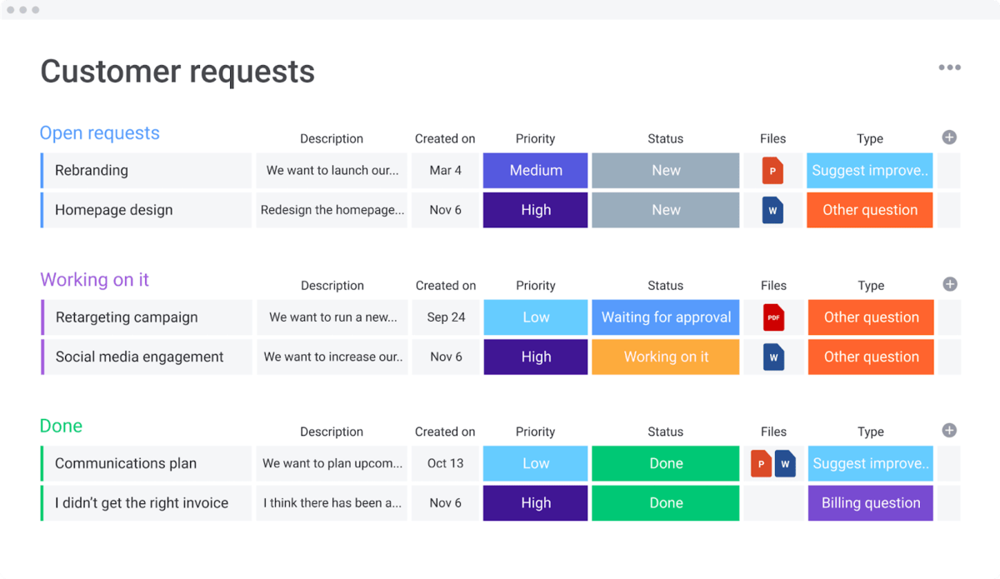 Customer requests
Open requests Description Created on Priority Status Files Type
Rebranding We want to launch our... Mar 4 Medium New P Suggest improve..
Homepage design Redesign the homepage... Nov 6 High New W Other question
Working on it Description Created on Priority Status Files Type
Retargeting campaign We want to run a new... Sep 24 Low Waiting for approval PDF Other question
Social media engagement We want to increase our.. Nov 6 High Working on it W Other question
Done Description Created on Priority Status Files Type
Communications plan We want to plan upcom... Oct 13 Low Done P W Suggest improve..
I didn’t get the right invoice I think there has been a... Nov 6 High Done Billing question